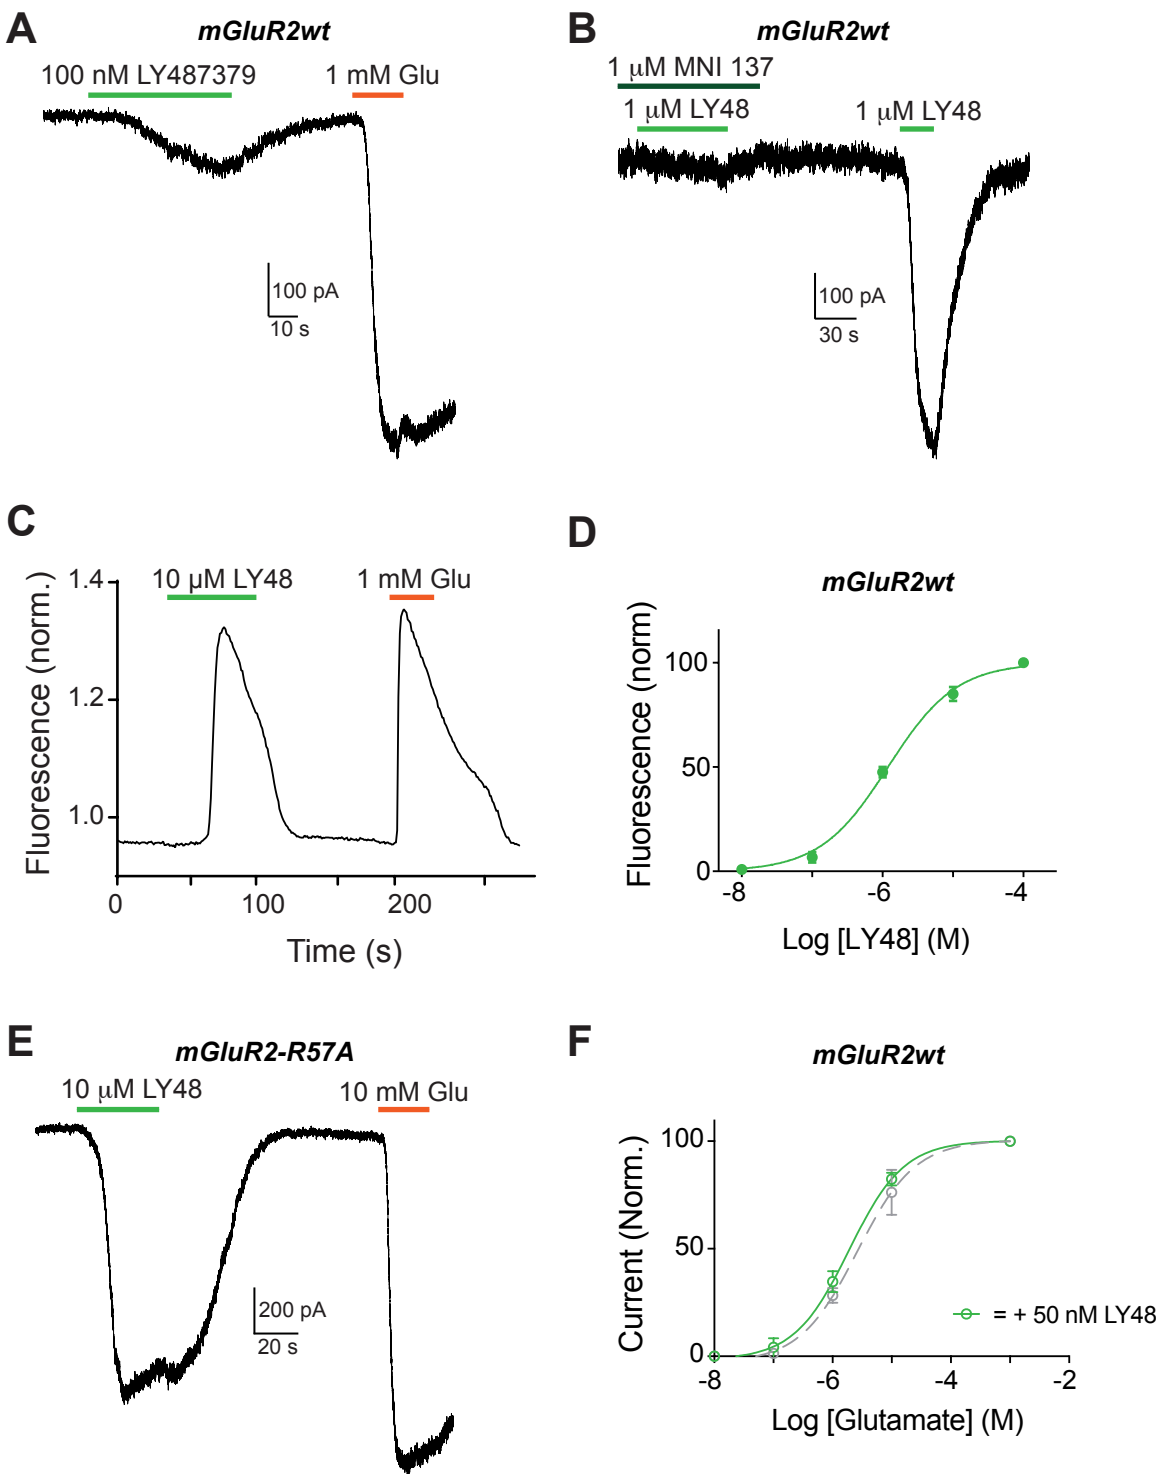 A
mGluR2wt
100 nM LY487379
1 mM Glu
100 pA
10 s
B
mGluR2wt
1 μM MNI 137
1 μM LY48
1 μM LY48
100 pA
30 s
C
10 μM LY48
1 mM Glu
Fluorescence (norm.)
1.4
1.2
1.0
0
100
200
Time (s)
D
mGluR2wt
Fluorescence (norm)
100
50
0
-8
-6
-4
Log [LY48] (M)
E
mGluR2-R57A
10 μM LY48
10 mM Glu
200 pA
20 s
F
mGluR2wt
Current (Norm.)
100
50
0
= + 50 nM LY48
-8
-6
-4
-2
Log [Glutamate] (M)